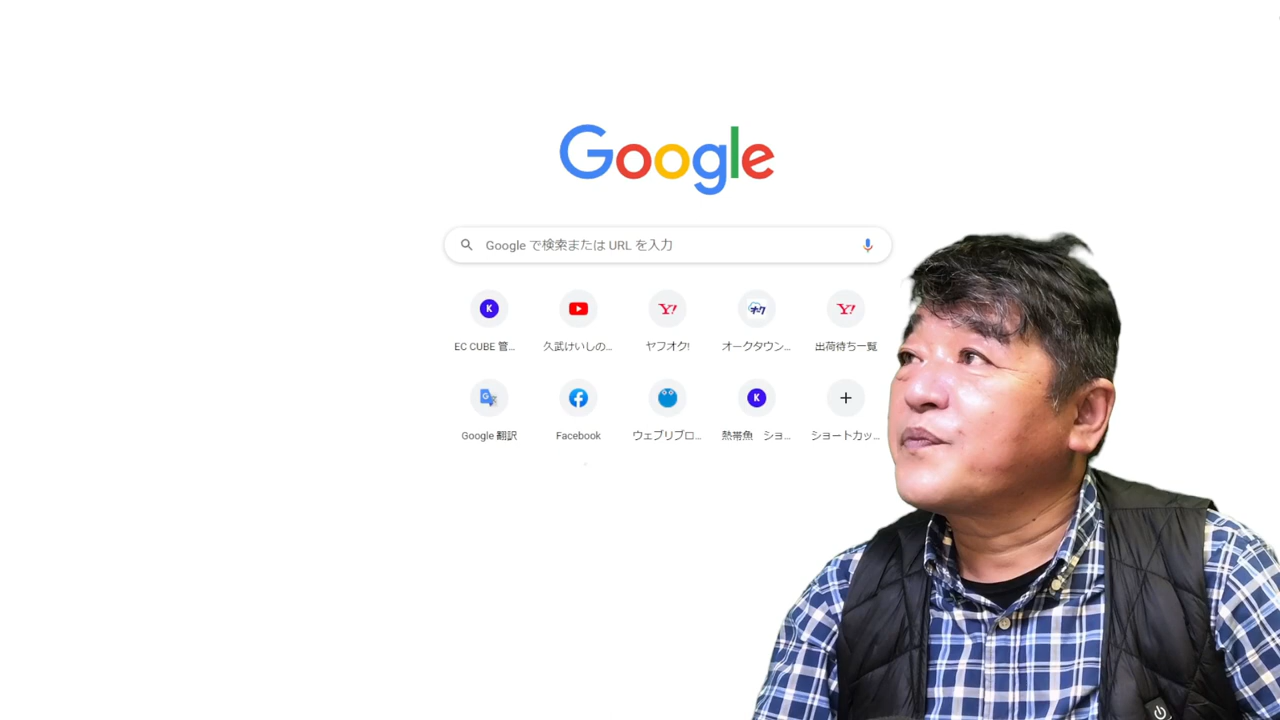 Google
Google で検索または URL を入力
EC CUBE 管...
久武けいしの...
ヤフオク!
オークタウン...
出荷待ち一覧
Google 翻訳
Facebook
ウェブリブロ...
熱帯魚　ショ...
ショートカッ...